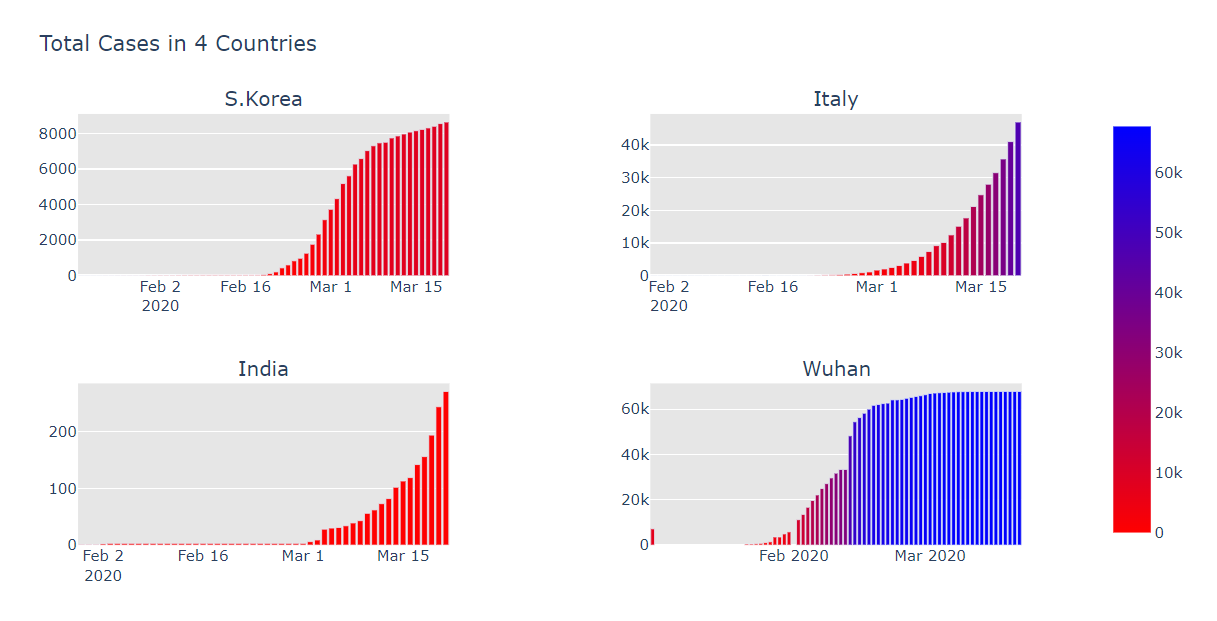 Total Cases in 4 Countries
S.Korea
8000
6000
4000
2000
0
Feb 2
2020
Feb 16
Mar 1
Mar 15
Italy
40k
30k
20k
10k
0
Feb 2
2020
Feb 16
Mar 1
Mar 15
India
200
100
0
Feb 2
2020
Feb 16
Mar 1
Mar 15
Wuhan
60k
40k
20k
0
Feb 2020
Mar 2020
60k
50k
40k
30k
20k
10k
0